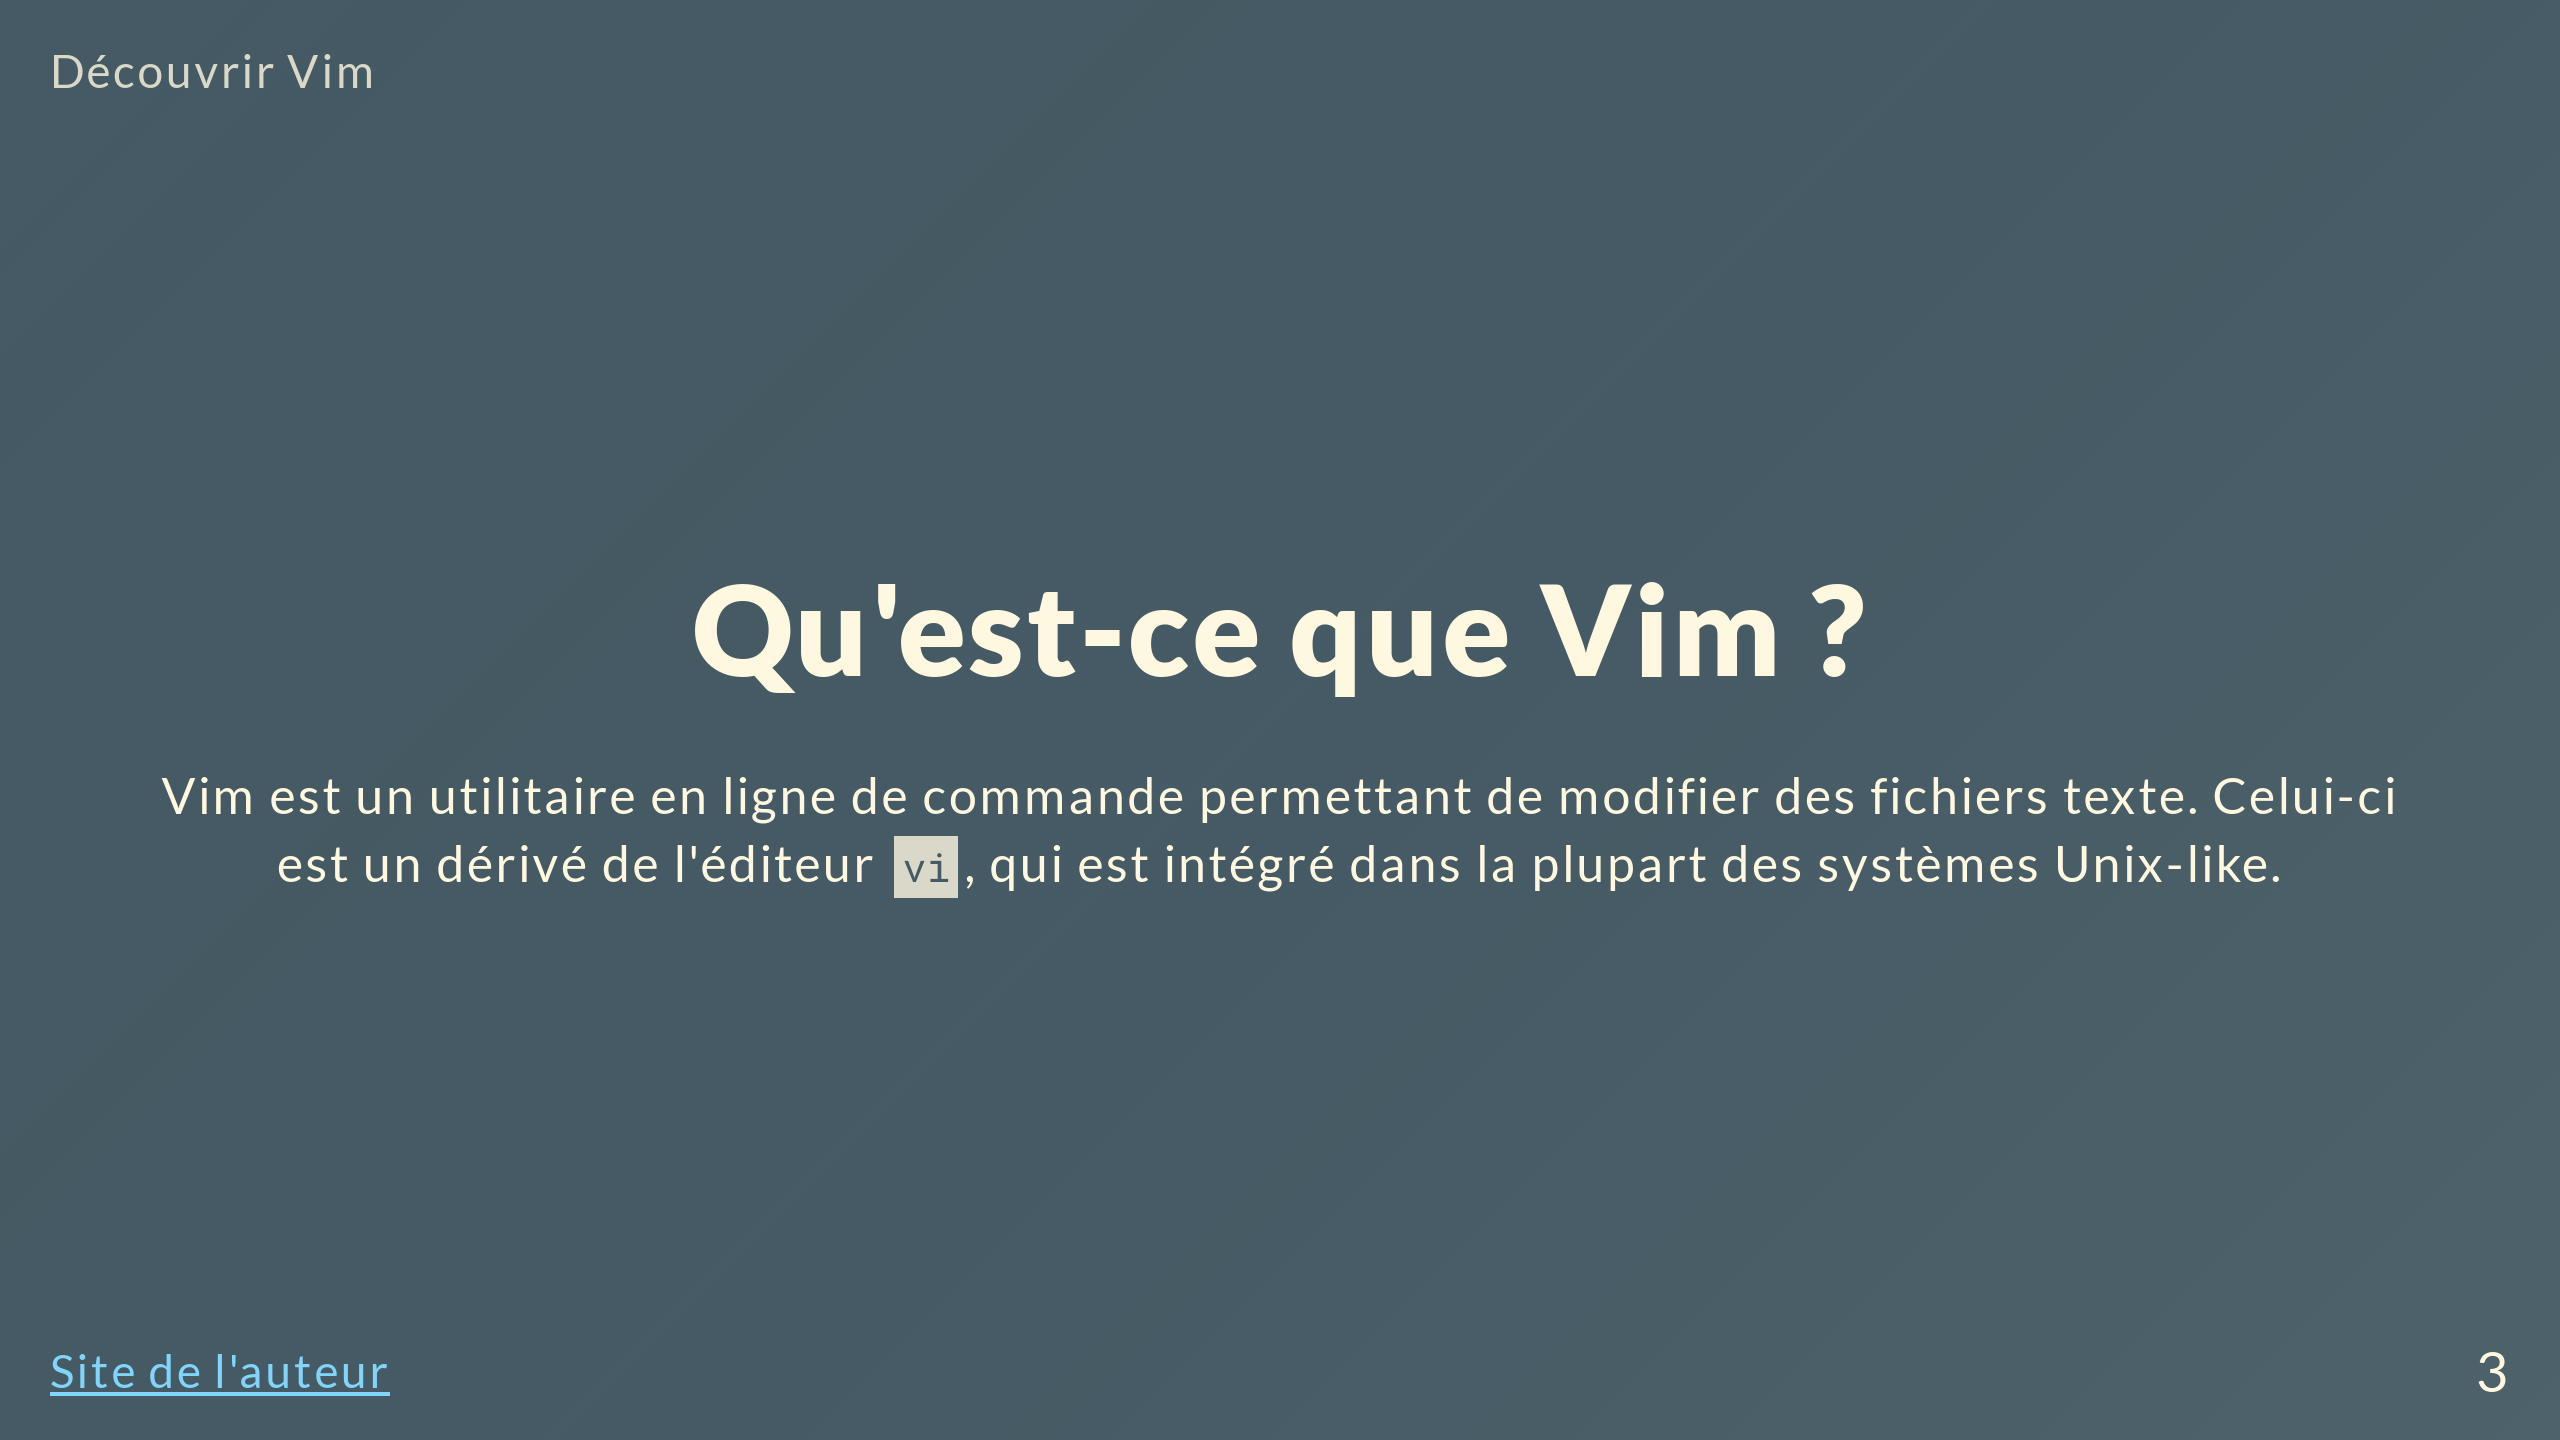 Découvrir Vim
Qu'est-ce que Vim ?
Vim est un utilitaire en ligne de commande permettant de modifier des fichiers texte. Celui-ci
est un dérivé de l'éditeur vi, qui est intégré dans la plupart des systèmes Unix-like.
Site de l'auteur
3